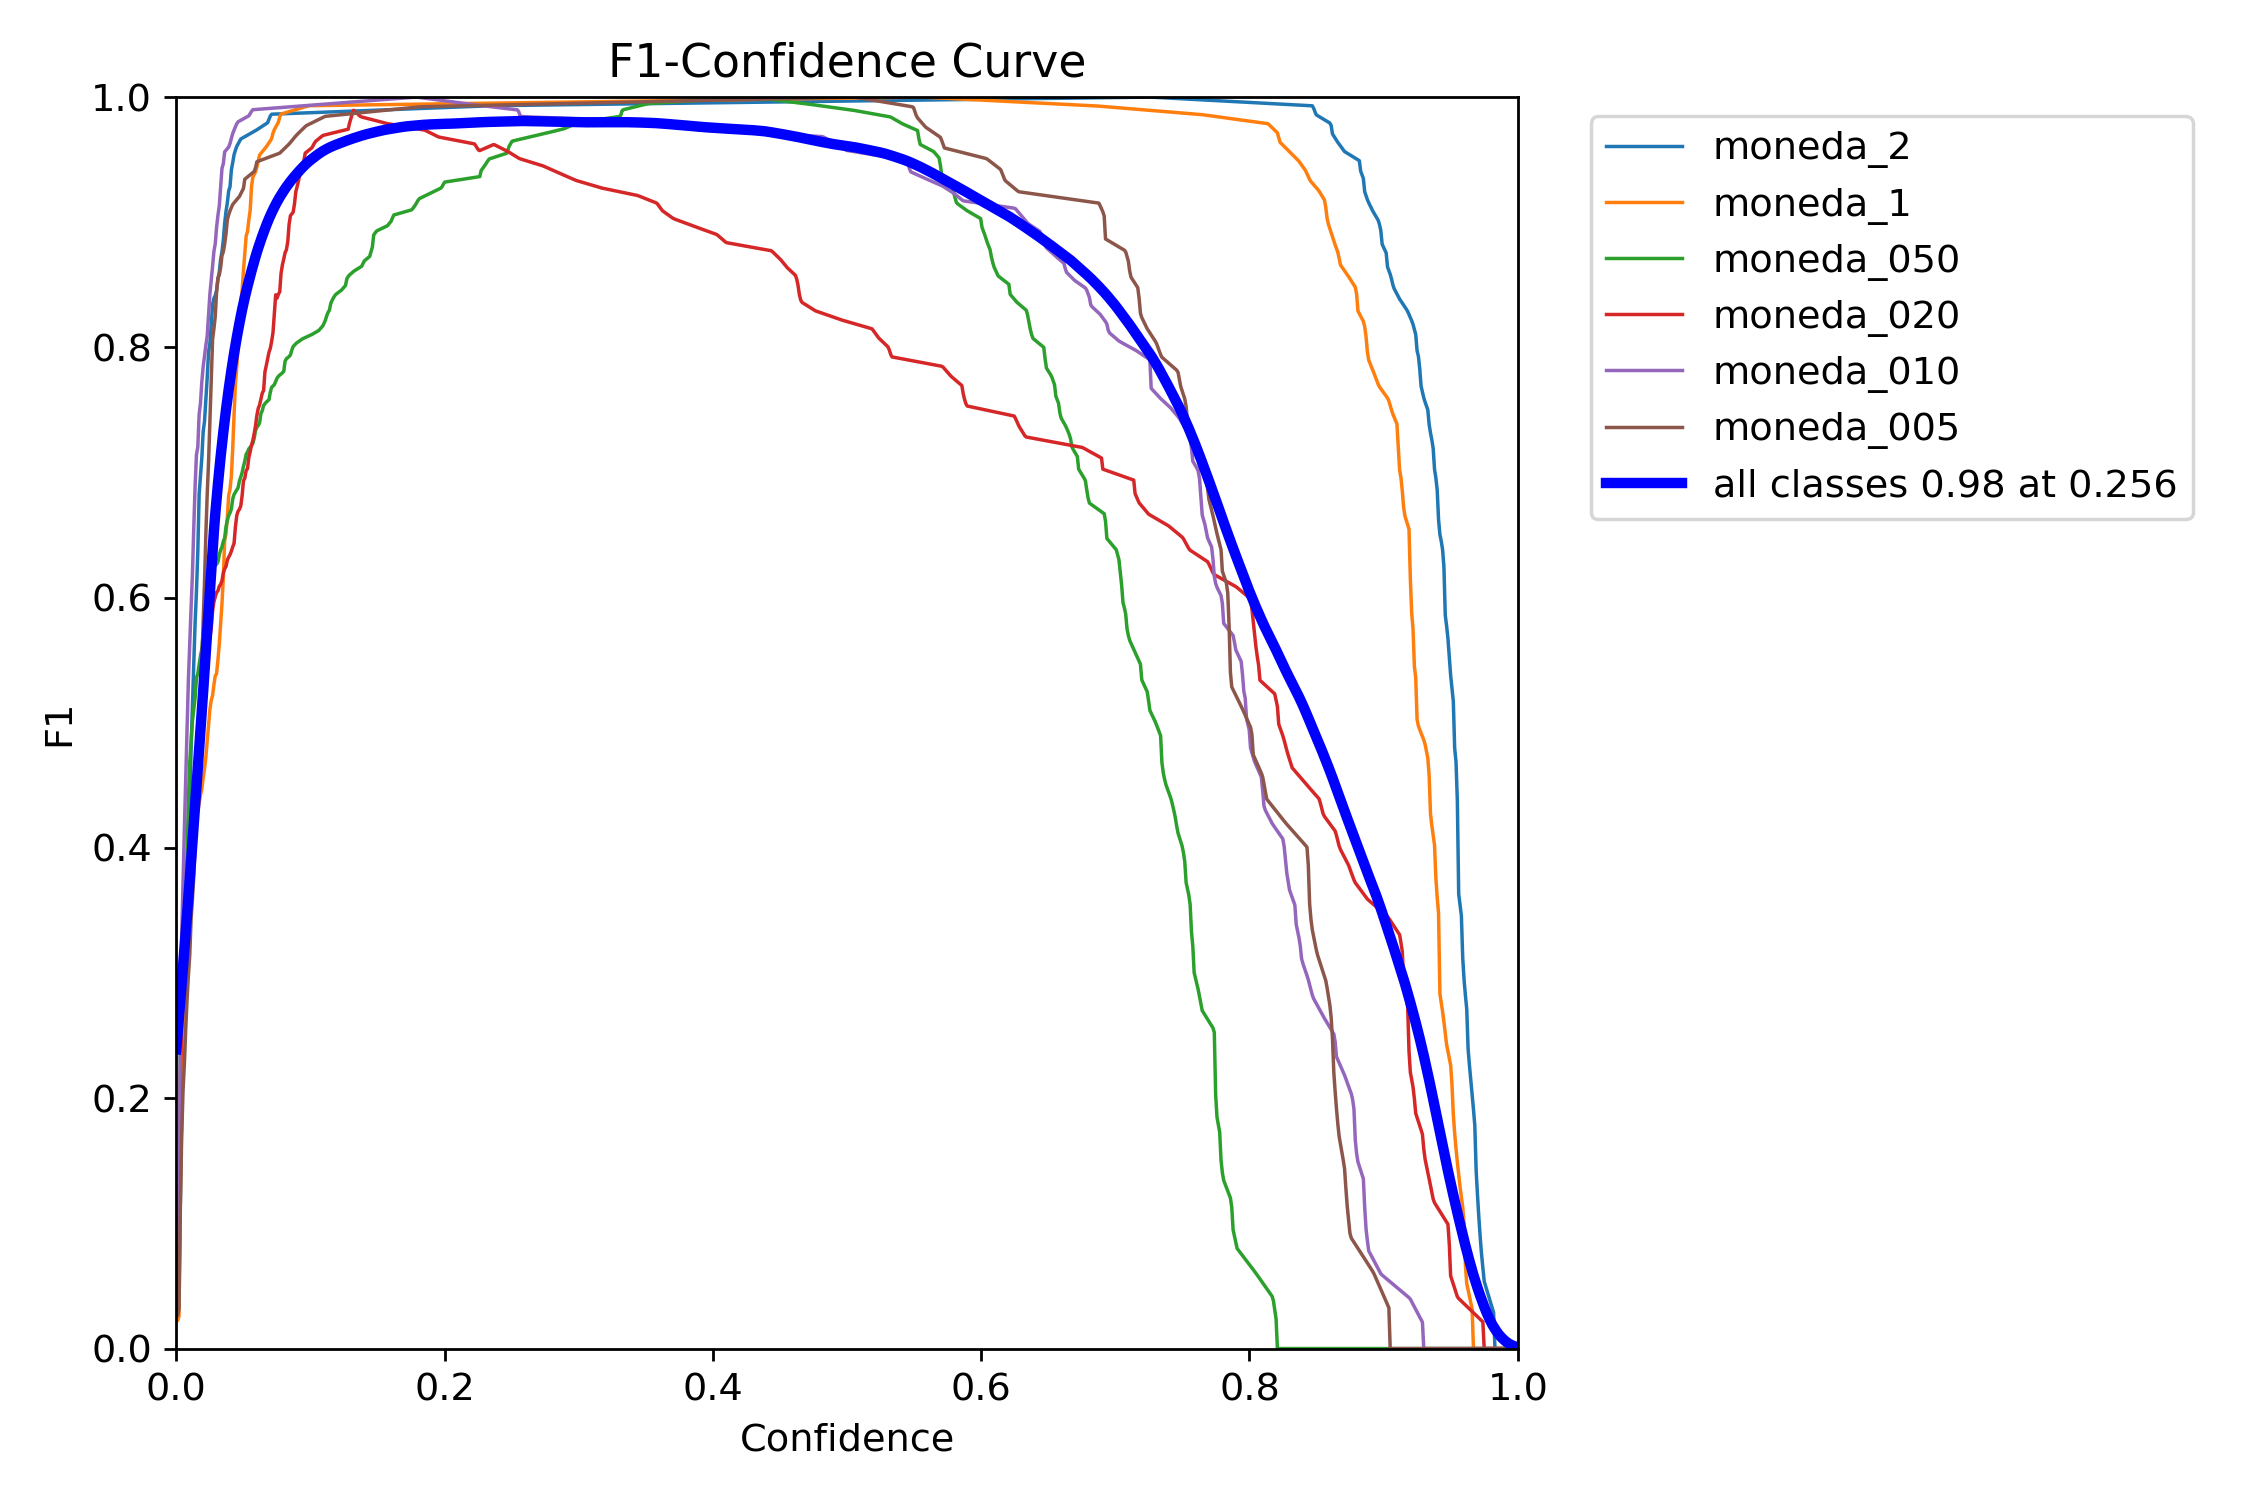 F1-Confidence Curve
1.0
0.8
0.6
0.4
0.2
0.0
F1
0.0 0.2 0.4 0.6 0.8 1.0
Confidence
moneda_2
moneda_1
moneda_050
moneda_020
moneda_010
moneda_005
all classes 0.98 at 0.256